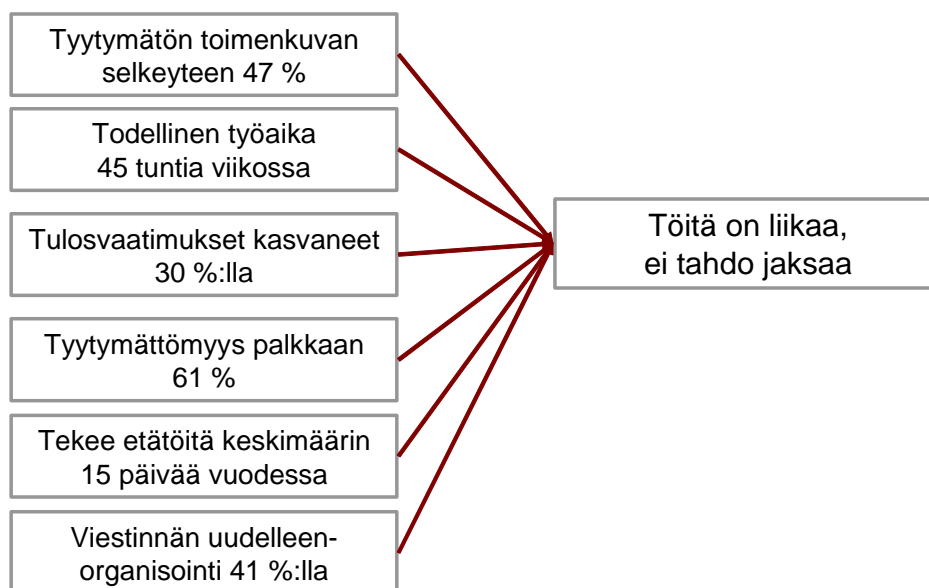 Tyytymätön toimenkuvan
selkeyteen 47 %
Todellinen työaika
45 tuntia viikossa
Tulosvaatimukset kasvaneet
30 %:lla
Tyytymättömyys palkkaan
61 %
Tekee etätöitä keskimäärin
15 päivää vuodessa
Viestinnän uudelleen-
organisointi 41 %:lla
Töitä on liikaa,
ei tahdo jaksaa